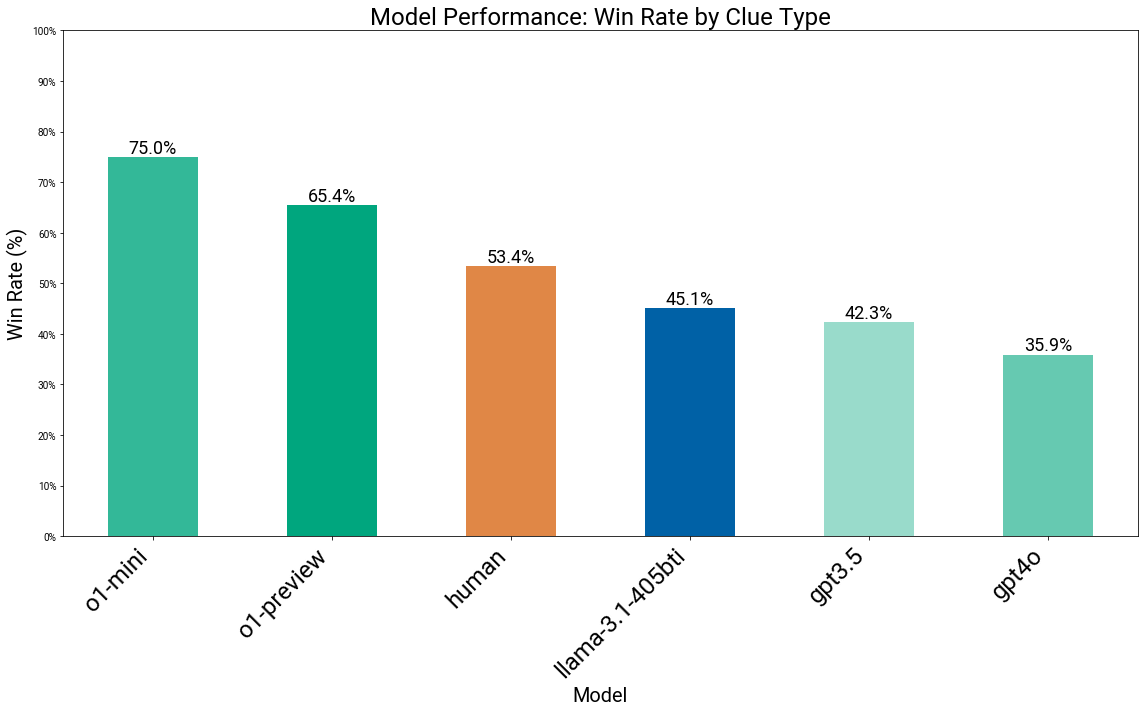 Model Performance: Win Rate by Clue Type
100%
90%
80%
70%
60%
50%
40%
30%
20%
10%
0%
Win Rate (%)
75.0%
65.4%
53.4%
45.1%
42.3%
35.9%
o1-mini
o1-preview
human
llama-3.1-405bti
gpt3.5
gpt4o
Model